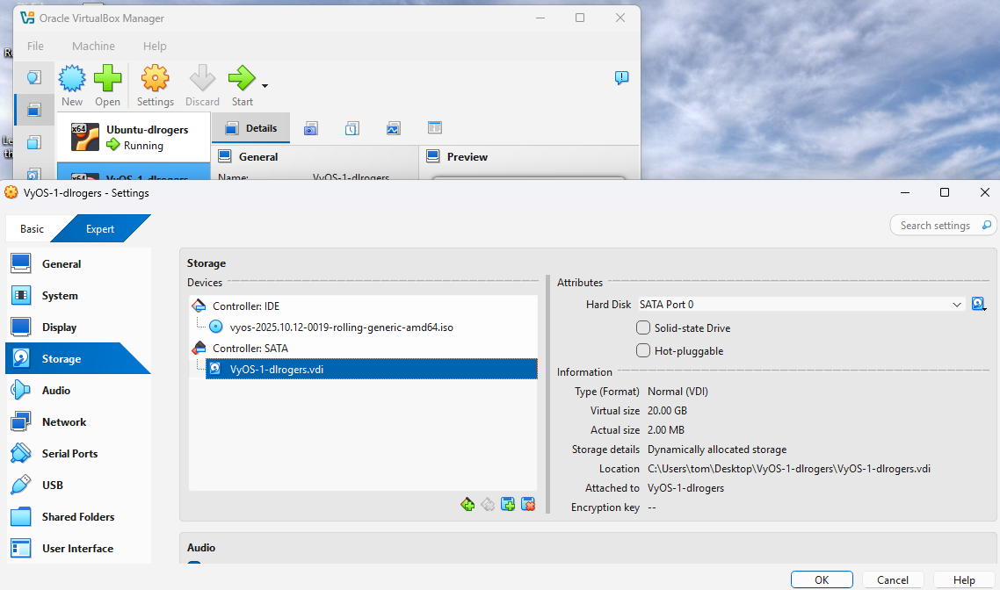 Oracle VirtualBox Manager
File Machine Help
New Open Settings Discard Start
x64 Ubuntu-dlrogers
Running
Details
General
Preview
x64 VyOS-1-dlrogers
Name: VyOS-1-dlrogers
VyOS-1-dlrogers - Settings
Basic Expert
Search settings
General
System
Display
Storage
Audio
Network
Serial Ports
USB
Shared Folders
User Interface
Storage
Devices
Controller: IDE
vyos-2025.10.12-0019-rolling-generic-amd64.iso
Controller: SATA
VyOS-1-dlrogers.vdi
Attributes
Hard Disk SATA Port 0
Solid-state Drive
Hot-pluggable
Information
Type (Format) Normal (VDI)
Virtual size 20.00 GB
Actual size 2.00 MB
Storage details Dynamically allocated storage
Location C:\Users\tom\Desktop\VyOS-1-dlrogers\VyOS-1-dlrogers.vdi
Attached to VyOS-1-dlrogers
Encryption key --
Audio
OK Cancel Help